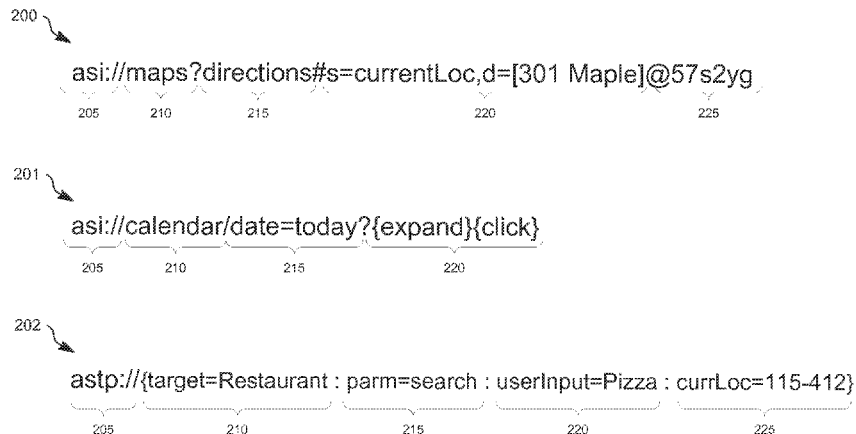 200
asi://maps?directions#s=currentLoc,d=[301 Maple]@57s2yg
205 210 215 220 225
201
asi://calendar/date=today?{expand}{click}
205 210 215 220
202
astp://{target=Restaurant : parm=search : userInput=Pizza : currLoc=115-412}
205 210 215 220 225